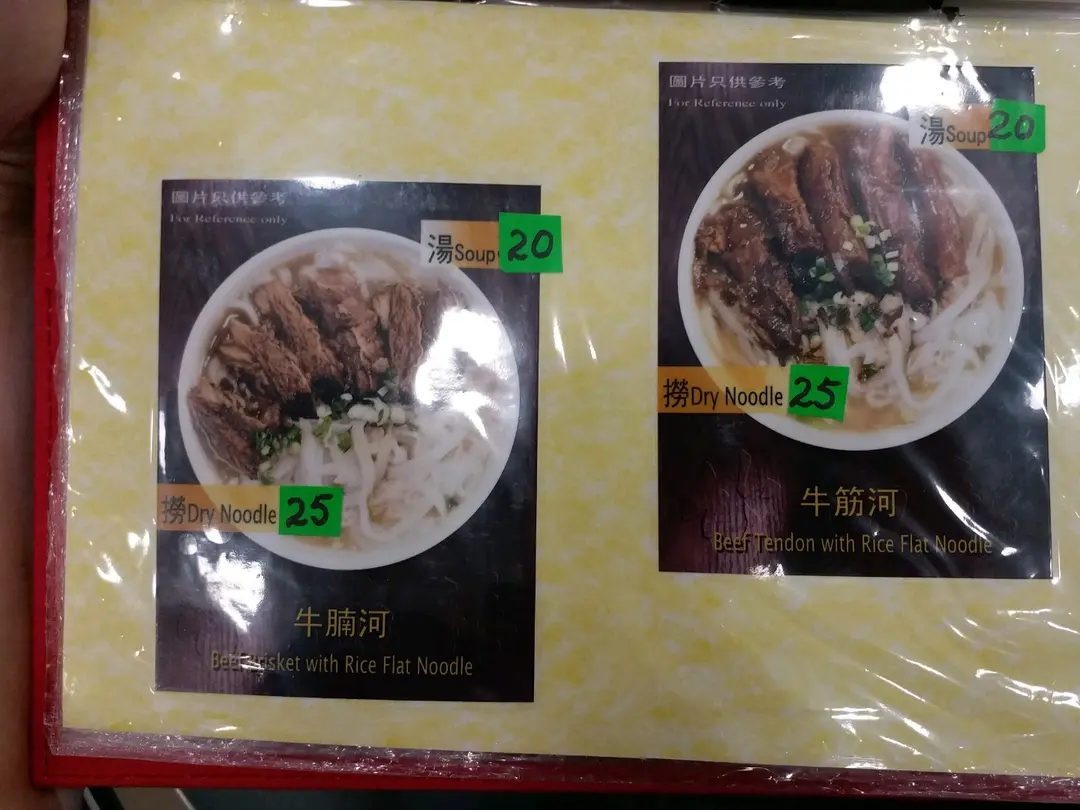 圖片只供參考
For Reference only
湯Soup 20
撈Dry Noodle 25
牛腩河
Beef Brisket with Rice Flat Noodle
圖片只供參考
For Reference only
湯Soup 20
撈Dry Noodle 25
牛筋河
Beef Tendon with Rice Flat Noodle